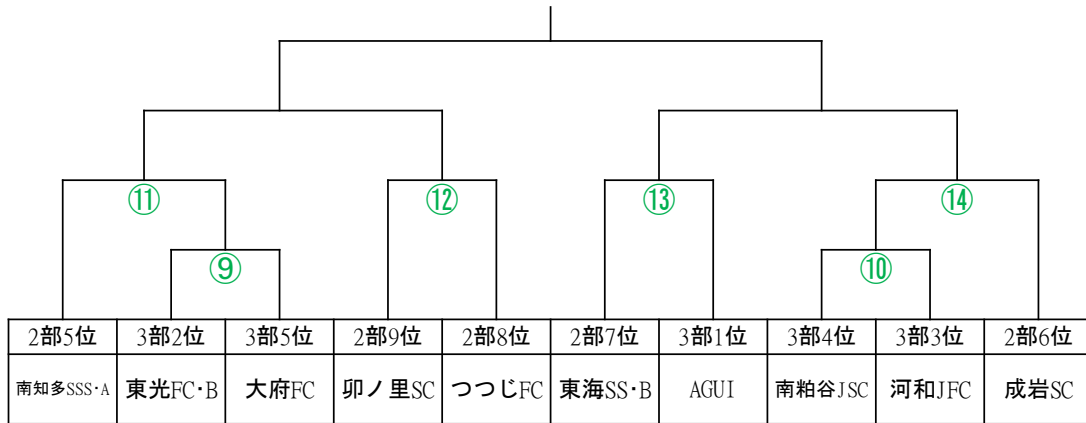 ⑪ ⑫ ⑬ ⑭
⑨ ⑩
2部5位 3部2位 3部5位 2部9位 2部8位 2部7位 3部1位 3部4位 3部3位 2部6位
南知多SSS・A 東光FC・B 大府FC 卯ノ里SC つつじFC 東海SS・B AGUI 南粕谷JSC 河和JFC 成岩SC